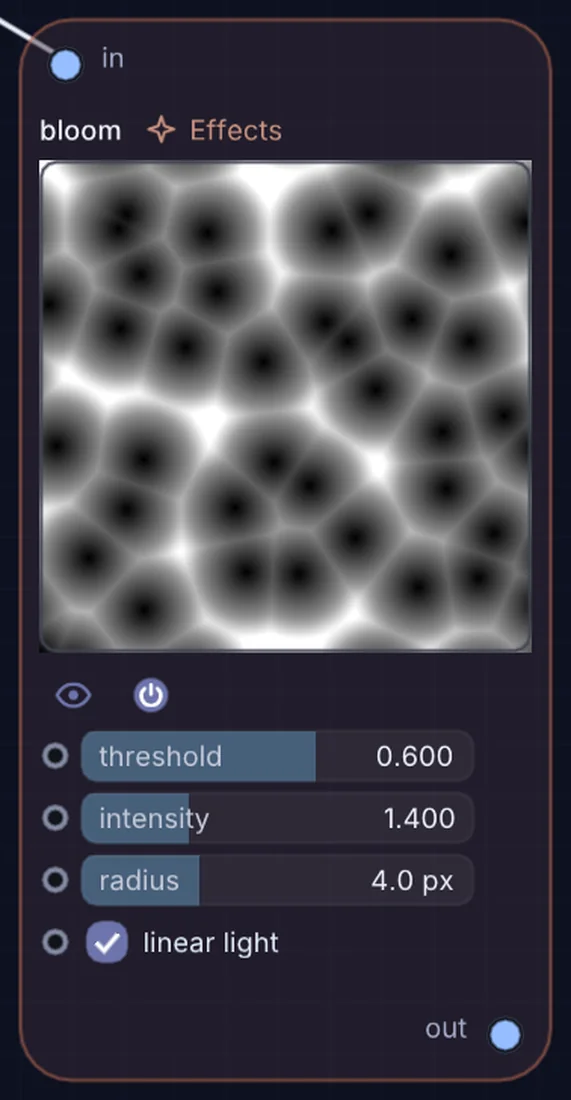 in
bloom Effects
threshold 0.600
intensity 1.400
radius 4.0 px
linear light
out